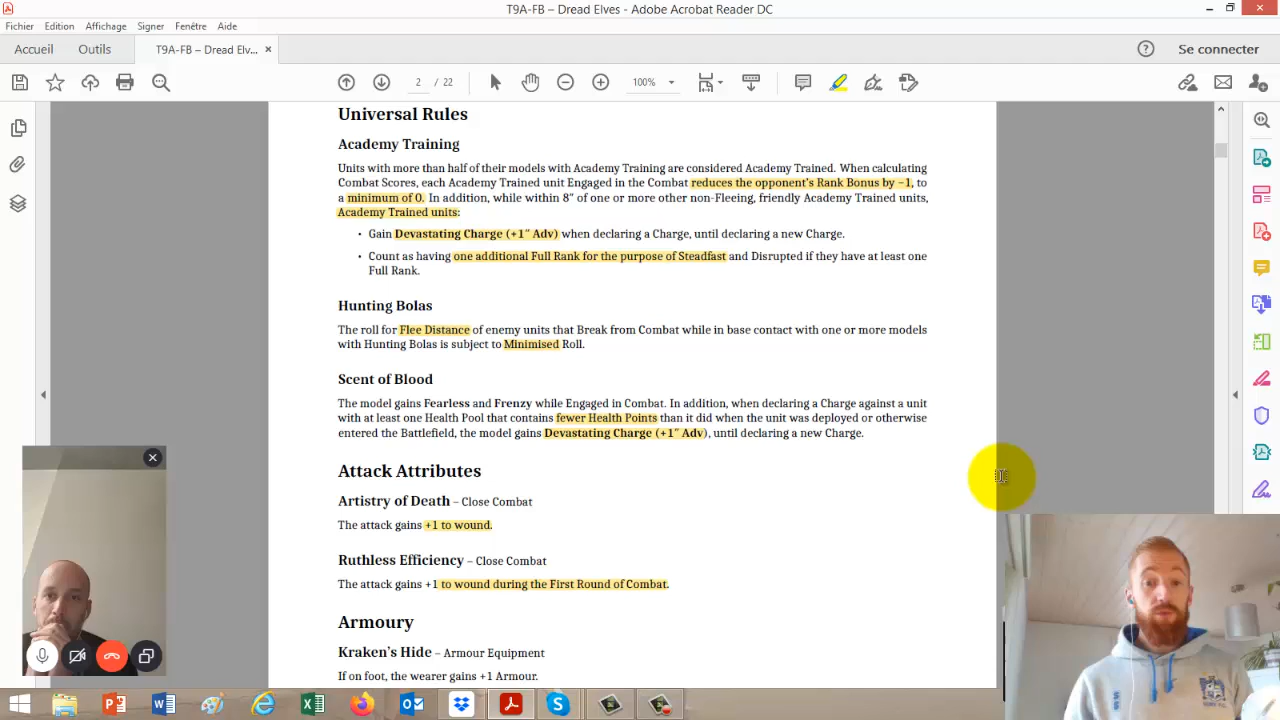 T9A-FB – Dread Elves - Adobe Acrobat Reader DC
Fichier Edition Affichage Signer Fenêtre Aide
Accueil Outils T9A-FB – Dread Elv... × Se connecter
2 / 22 100%
Universal Rules
Academy Training
Units with more than half of their models with Academy Training are considered Academy Trained. When calculating
Combat Scores, each Academy Trained unit Engaged in the Combat reduces the opponent's Rank Bonus by −1, to
a minimum of 0. In addition, while within 8″ of one or more other non-Fleeing, friendly Academy Trained units,
Academy Trained units:
• Gain Devastating Charge (+1″ Adv) when declaring a Charge, until declaring a new Charge.
• Count as having one additional Full Rank for the purpose of Steadfast and Disrupted if they have at least one
Full Rank.
Hunting Bolas
The roll for Flee Distance of enemy units that Break from Combat while in base contact with one or more models
with Hunting Bolas is subject to Minimised Roll.
Scent of Blood
The model gains Fearless and Frenzy while Engaged in Combat. In addition, when declaring a Charge against a unit
with at least one Health Pool that contains fewer Health Points than it did when the unit was deployed or otherwise
entered the Battlefield, the model gains Devastating Charge (+1″ Adv), until declaring a new Charge.
Attack Attributes
Artistry of Death – Close Combat
The attack gains +1 to wound.
Ruthless Efficiency – Close Combat
The attack gains +1 to wound during the First Round of Combat.
Armoury
Kraken's Hide – Armour Equipment
If on foot, the wearer gains +1 Armour.